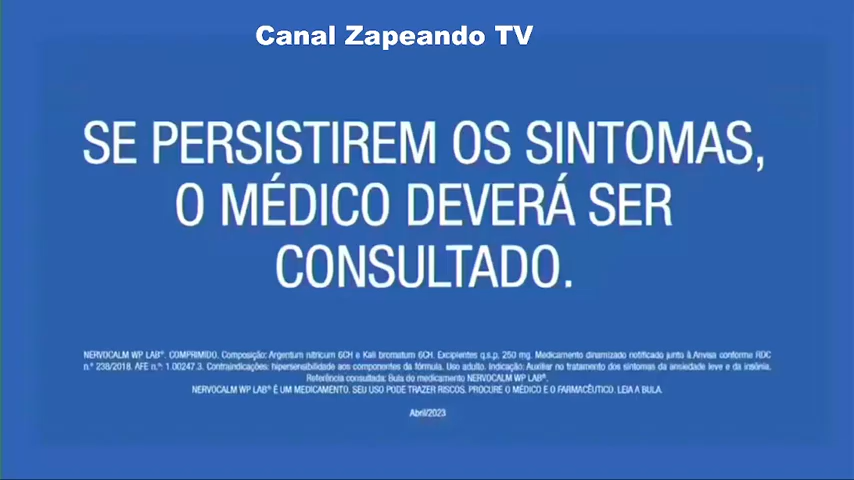 Canal Zapeando TV
SE PERSISTIREM OS SINTOMAS,
O MÉDICO DEVERÁ SER
CONSULTADO.
NERVOCALM WP LAB®. COMPRIMIDO. Composição: Argentum nitricum 6CH e Kali bromatum 6CH. Excipientes q.s.p. 250 mg. Medicamento dinamizado notificado junto à Anvisa conforme RDC
n.° 238/2018. AFE n.°: 1.00247.3. Contraindicações: hipersensibilidade aos componentes da fórmula. Uso adulto. Indicação: Auxiliar no tratamento dos sintomas da ansiedade leve e da insônia.
Referência consultada: Bula do medicamento NERVOCALM WP LAB®.
NERVOCALM WP LAB® É UM MEDICAMENTO. SEU USO PODE TRAZER RISCOS. PROCURE O MÉDICO E O FARMACÊUTICO. LEIA A BULA.
Abril/2023